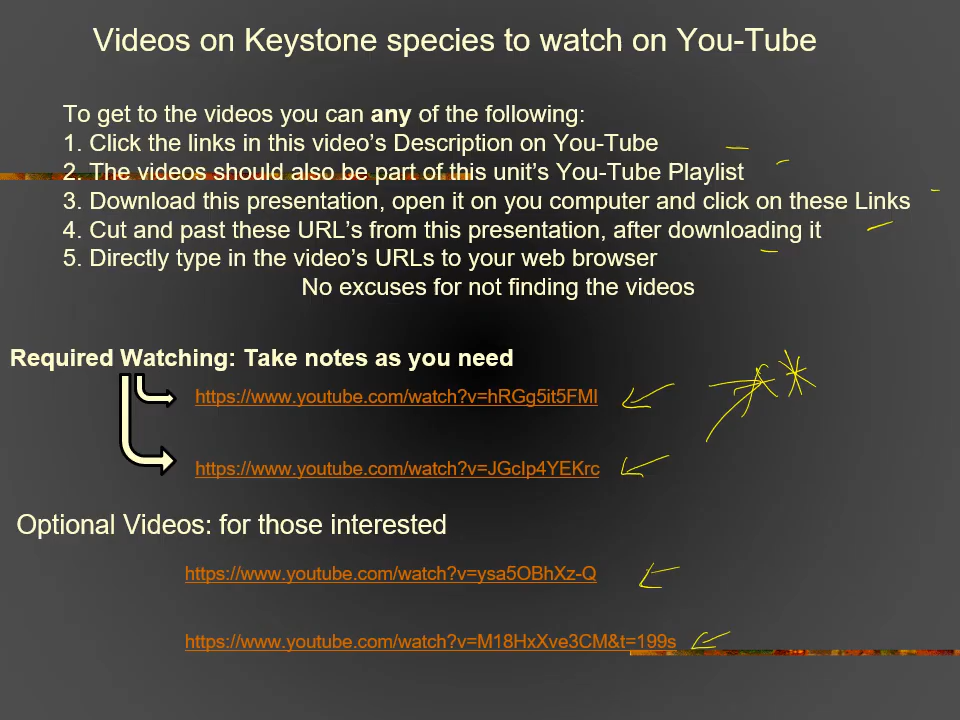 Videos on Keystone species to watch on You-Tube
To get to the videos you can any of the following:
1. Click the links in this video's Description on You-Tube
2. The videos should also be part of this unit's You-Tube Playlist
3. Download this presentation, open it on you computer and click on these Links
4. Cut and past these URL's from this presentation, after downloading it
5. Directly type in the video's URLs to your web browser
No excuses for not finding the videos
Required Watching: Take notes as you need
https://www.youtube.com/watch?v=hRGg5it5FMI
https://www.youtube.com/watch?v=JGcIp4YEKrc
Optional Videos: for those interested
https://www.youtube.com/watch?v=ysa5OBhXz-Q
https://www.youtube.com/watch?v=M18HxXve3CM&t=199s